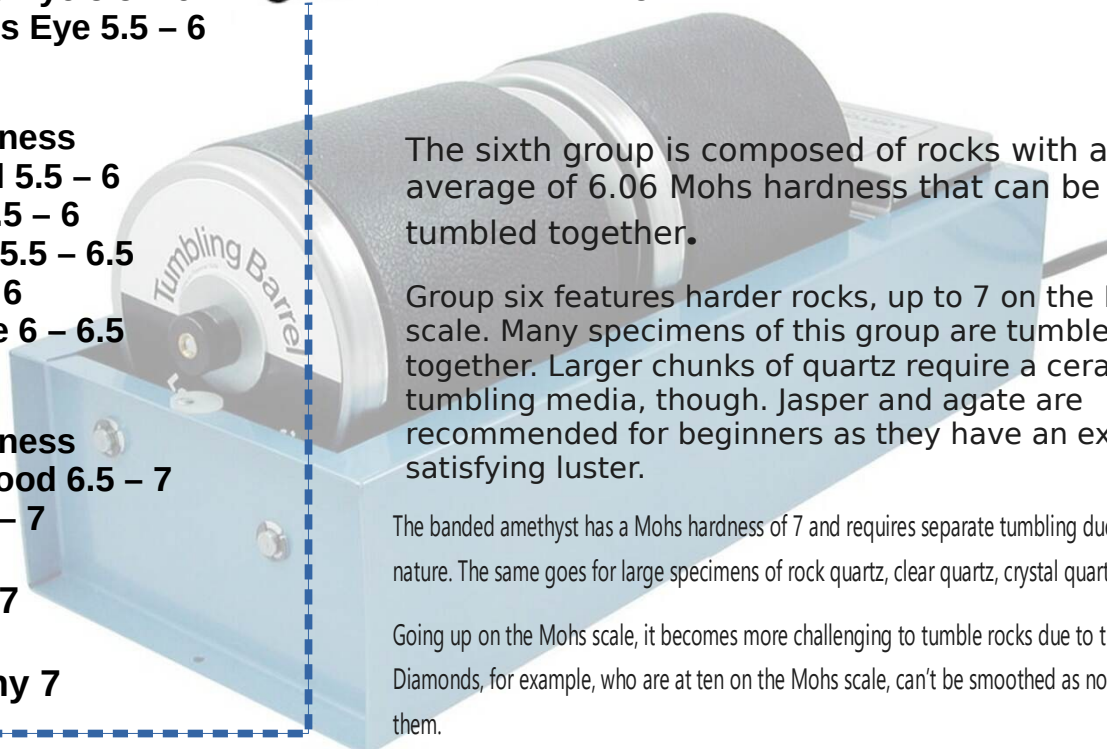 s Eye 5.5 – 6
ness
5.5 – 6
.5 – 6
5.5 – 6.5
6
e 6 – 6.5
ness
ood 6.5 – 7
– 7
7
ny 7
Tumbling Barrel
The sixth group is composed of rocks with a
average of 6.06 Mohs hardness that can be
tumbled together.
Group six features harder rocks, up to 7 on the
scale. Many specimens of this group are tumble
together. Larger chunks of quartz require a cera
tumbling media, though. Jasper and agate are
recommended for beginners as they have an ex
satisfying luster.
The banded amethyst has a Mohs hardness of 7 and requires separate tumbling du
nature. The same goes for large specimens of rock quartz, clear quartz, crystal quart
Going up on the Mohs scale, it becomes more challenging to tumble rocks due to t
Diamonds, for example, who are at ten on the Mohs scale, can't be smoothed as no
them.